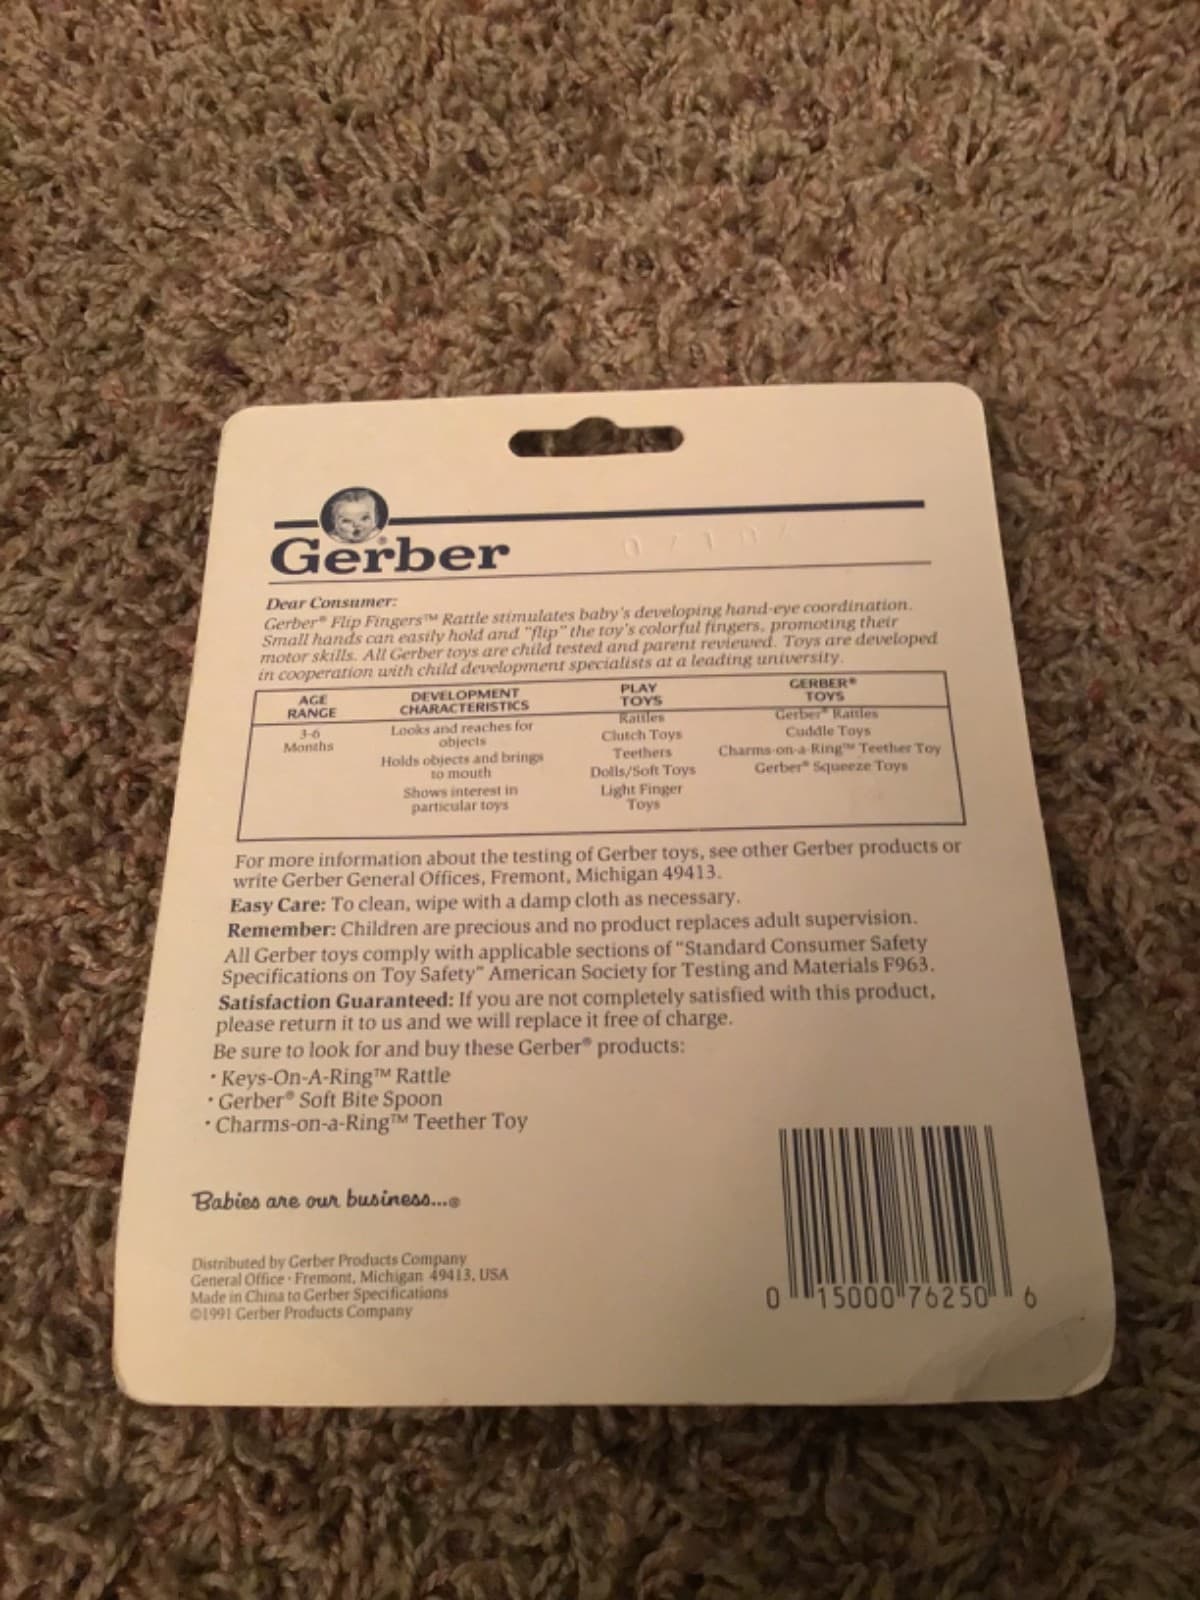 Gerber®
Dear Consumer:
Gerber® Flip Fingers™ Rattle stimulates baby's developing hand-eye coordination.
Small hands can easily hold and "flip" the toy's colorful fingers, promoting their
motor skills. All Gerber toys are child tested and parent reviewed. Toys are developed
in cooperation with child development specialists at a leading university.
AGE RANGE
DEVELOPMENT CHARACTERISTICS
PLAY TOYS
GERBER® TOYS
3-6
Months
Looks and reaches for
objects
Holds objects and brings
to mouth
Shows interest in
particular toys
Rattles
Clutch Toys
Teethers
Dolls/Soft Toys
Light Finger
Toys
Gerber® Rattles
Cuddle Toys
Charms-on-a-Ring™ Teether Toy
Gerber® Squeeze Toys
For more information about the testing of Gerber toys, see other Gerber products or
write Gerber General Offices, Fremont, Michigan 49413.
Easy Care: To clean, wipe with a damp cloth as necessary.
Remember: Children are precious and no product replaces adult supervision.
All Gerber toys comply with applicable sections of "Standard Consumer Safety
Specifications on Toy Safety" American Society for Testing and Materials F963.
Satisfaction Guaranteed: If you are not completely satisfied with this product,
please return it to us and we will replace it free of charge.
Be sure to look for and buy these Gerber® products:
· Keys-On-A-Ring™ Rattle
· Gerber® Soft Bite Spoon
· Charms-on-a-Ring™ Teether Toy
Babies are our business...®
Distributed by Gerber Products Company
General Office · Fremont, Michigan 49413, USA
Made in China to Gerber Specifications
©1991 Gerber Products Company
0 15000 76250 6